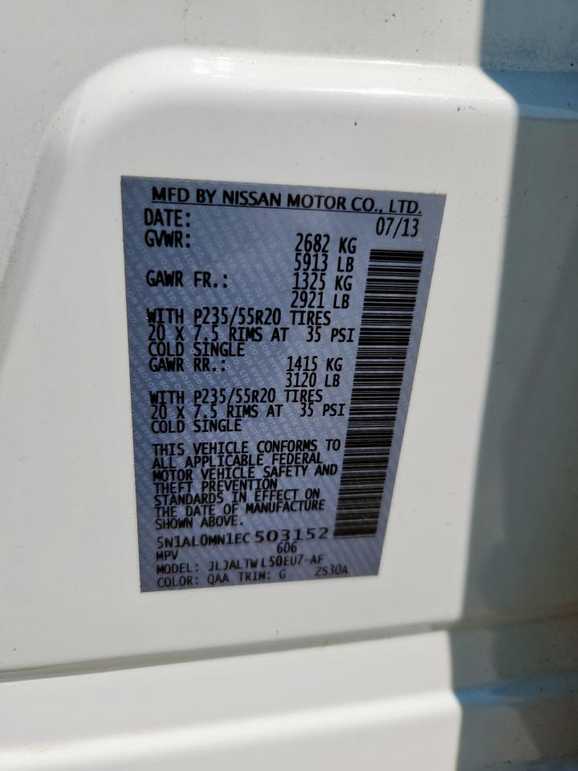 MFD BY NISSAN MOTOR CO., LTD.
DATE: 07/13
GVWR: 2682 KG
5913 LB
GAWR FR.: 1325 KG
2921 LB
WITH P235/55R20 TIRES
20 X 7.5 RIMS AT 35 PSI
COLD SINGLE
GAWR RR.: 1415 KG
3120 LB
WITH P235/55R20 TIRES
20 X 7.5 RIMS AT 35 PSI
COLD SINGLE
THIS VEHICLE CONFORMS TO
ALL APPLICABLE FEDERAL
MOTOR VEHICLE SAFETY AND
THEFT PREVENTION
STANDARDS IN EFFECT ON
THE DATE OF MANUFACTURE
SHOWN ABOVE.
5N1AL0MN1EC503152
MPV 606
MODEL: JLJALTWL50EU7-AF
COLOR: QAA TRIM: G 2530A